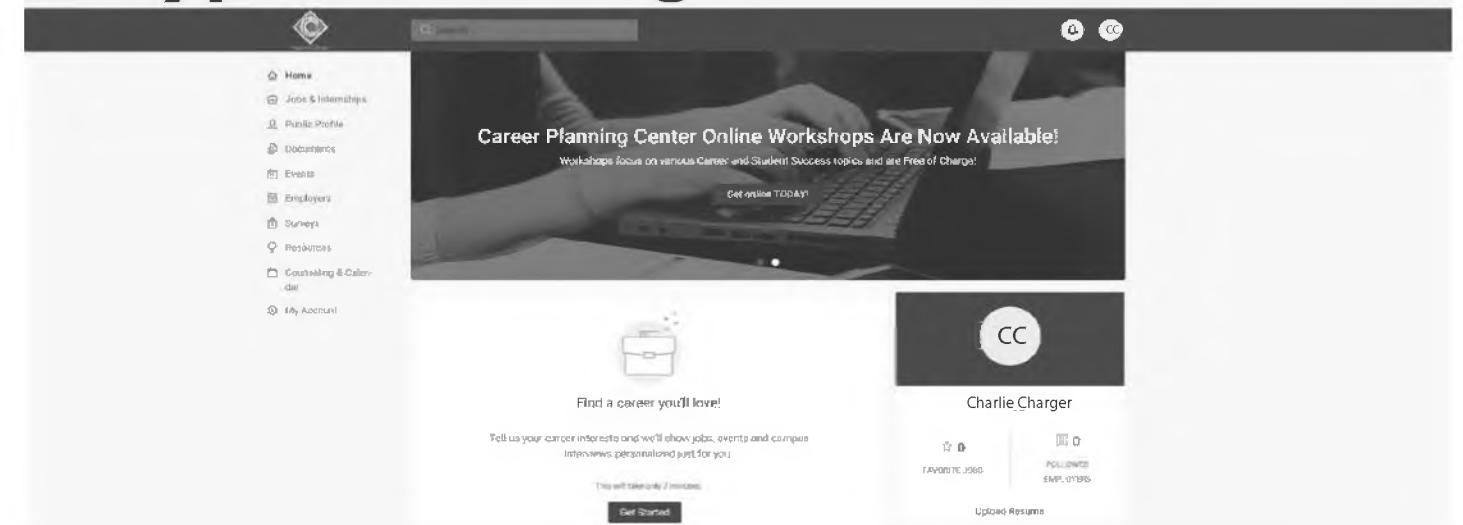 Search
CC
Home
Jobs & Internships
Public Profile
Documents
Events
Employers
Surveys
Resources
Counseling & Calen-
dar
My Account
Career Planning Center Online Workshops Are Now Available!
Workshops focus on various Career and Student Success topics and are Free of Charge!
Get online TODAY!
Find a career you'll love!
Tell us your career interests and we'll show jobs, events and campus
interviews personalized just for you
This will take only 2 minutes
Get Started
CC
Charlie Charger
0
FAVORITE JOBS
0
FOLLOWED
EMPLOYERS
Upload Resume